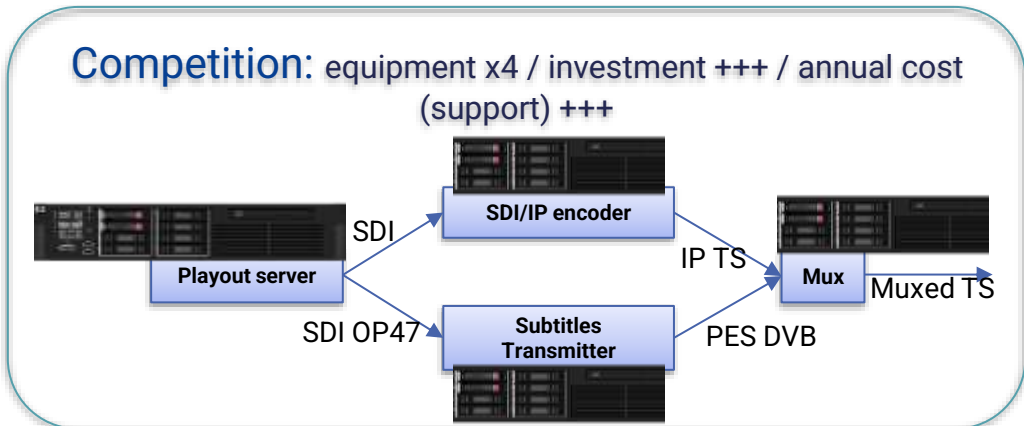 Competition: equipment x4 / investment +++ / annual cost
(support) +++
SDI/IP encoder
SDI
Playout server
IP TS
Mux
Muxed TS
SDI OP47
Subtitles
Transmitter
PES DVB